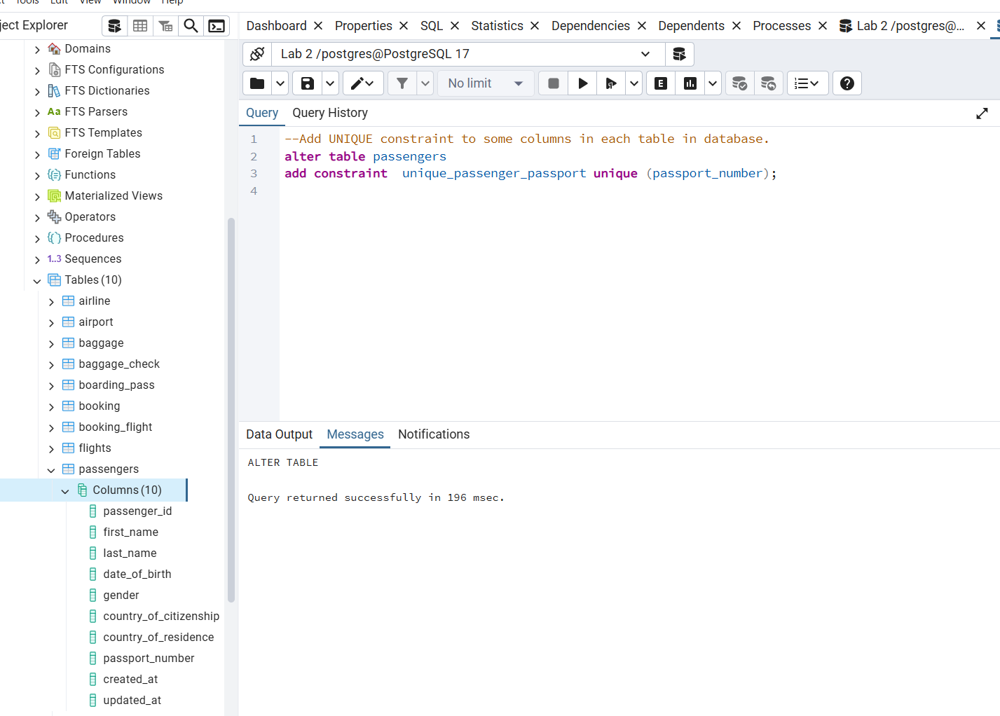 Tools Edit View Window Help
ject Explorer
Dashboard
Properties
SQL
Statistics
Dependencies
Dependents
Processes
Lab 2 /postgres@...
Domains
FTS Configurations
FTS Dictionaries
Aa FTS Parsers
FTS Templates
Foreign Tables
Functions
Materialized Views
Operators
Procedures
1..3 Sequences
Tables (10)
airline
airport
baggage
baggage_check
boarding_pass
booking
booking_flight
flights
passengers
Columns (10)
passenger_id
first_name
last_name
date_of_birth
gender
country_of_citizenship
country_of_residence
passport_number
created_at
updated_at
Lab 2 /postgres@PostgreSQL 17
No limit
E
Query
Query History
1 --Add UNIQUE constraint to some columns in each table in database.
2 alter table passengers
3 add constraint  unique_passenger_passport unique (passport_number);
4
Data Output
Messages
Notifications
ALTER TABLE
Query returned successfully in 196 msec.